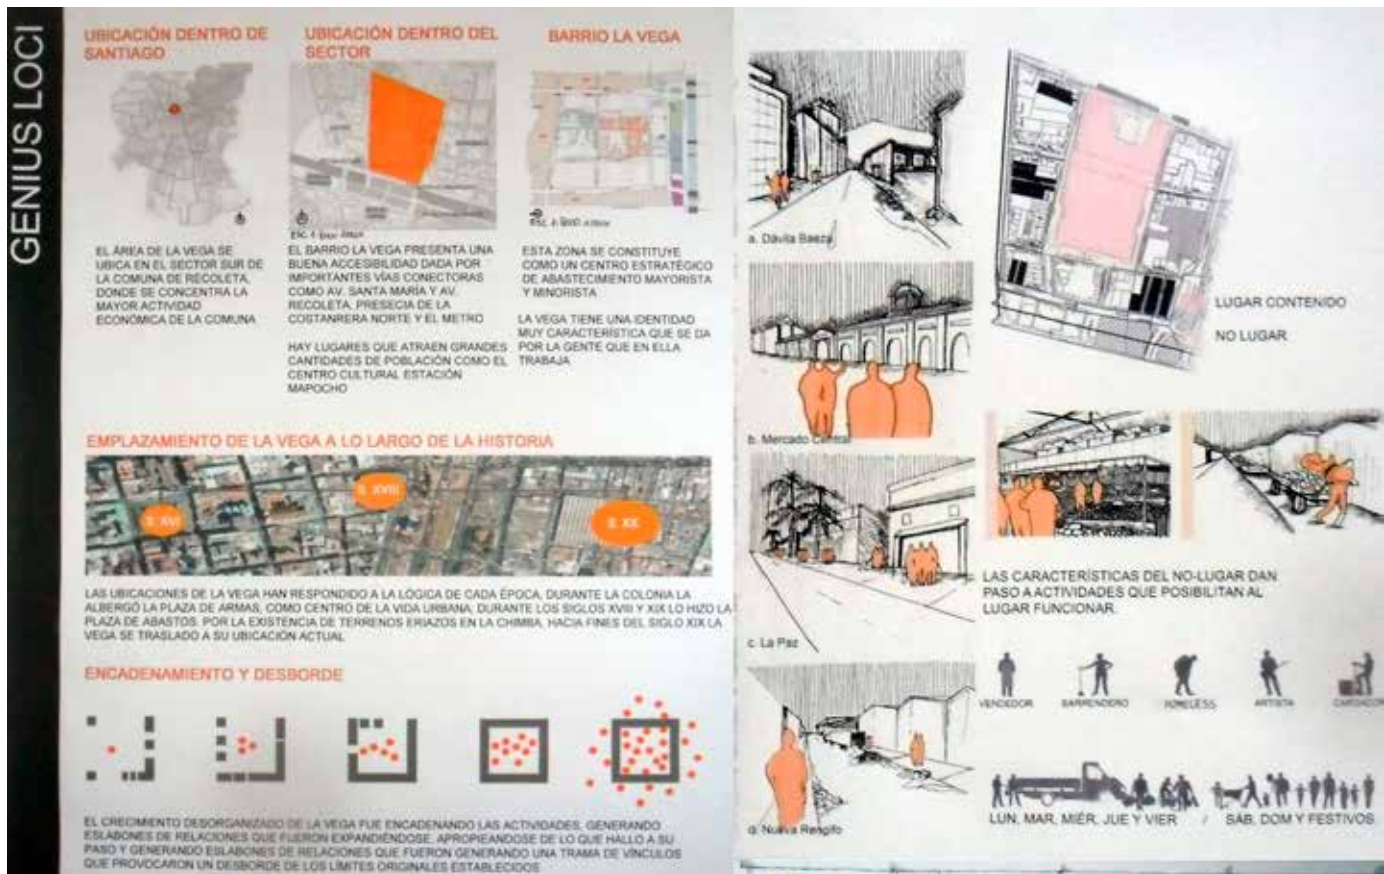 GENIUS LOCI
UBICACIÓN DENTRO DE
SANTIAGO
EL ÁREA DE LA VEGA SE
UBICA EN EL SECTOR SUR DE
LA COMUNA DE RECOLETA,
DONDE SE CONCENTRA LA
MAYOR ACTIVIDAD
ECONÓMICA DE LA COMUNA
UBICACIÓN DENTRO DEL
SECTOR
EL BARRIO LA VEGA PRESENTA UNA
BUENA ACCESIBILIDAD DADA POR
IMPORTANTES VÍAS CONECTORAS
COMO AV. SANTA MARÍA Y AV.
RECOLETA, PRESECIA DE LA
COSTANRERA NORTE Y EL METRO
HAY LUGARES QUE ATRAEN GRANDES
CANTIDADES DE POBLACIÓN COMO EL
CENTRO CULTURAL ESTACIÓN
MAPOCHO
BARRIO LA VEGA
ESTA ZONA SE CONSTITUYE
COMO UN CENTRO ESTRATÉGICO
DE ABASTECIMIENTO MAYORISTA
Y MINORISTA
LA VEGA TIENE UNA IDENTIDAD
MUY CARACTERÍSTICA QUE SE DA
POR LA GENTE QUE EN ELLA
TRABAJA
EMPLAZAMIENTO DE LA VEGA A LO LARGO DE LA HISTORIA
S. XVI
S. XVIII
S. XX
LAS UBICACIONES DE LA VEGA HAN RESPONDIDO A LA LÓGICA DE CADA ÉPOCA, DURANTE LA COLONIA LA
ALBERGÓ LA PLAZA DE ARMAS, COMO CENTRO DE LA VIDA URBANA; DURANTE LOS SIGLOS XVIII Y XIX LO HIZO LA
PLAZA DE ABASTOS. POR LA EXISTENCIA DE TERRENOS ERIAZOS EN LA CHIMBA, HACIA FINES DEL SIGLO XIX LA
VEGA SE TRASLADO A SU UBICACIÓN ACTUAL
ENCADENAMIENTO Y DESBORDE
EL CRECIMIENTO DESORGANIZADO DE LA VEGA FUE ENCADENANDO LAS ACTIVIDADES, GENERANDO
ESLABONES DE RELACIONES QUE FUERON EXPANDIÉNDOSE, APROPIEANDOSE DE LO QUE HALLO A SU
PASO Y GENERANDO ESLABONES DE RELACIONES QUE FUERON GENERANDO UNA TRAMA DE VÍNCULOS
QUE PROVOCARON UN DESBORDE DE LOS LÍMITES ORIGINALES ESTABLECIDOS
a. Dávila Baeza
b. Mercado Central
c. La Paz
d. Nueva Rengifo
LUGAR CONTENIDO
NO LUGAR
LAS CARACTERÍSTICAS DEL NO-LUGAR DAN
PASO A ACTIVIDADES QUE POSIBILITAN AL
LUGAR FUNCIONAR.
VENDEDOR BARRENDERO HOMELESS ARTISTA CARGADOR
LUN, MAR, MIÉR, JUE Y VIER / SÁB, DOM Y FESTIVOS